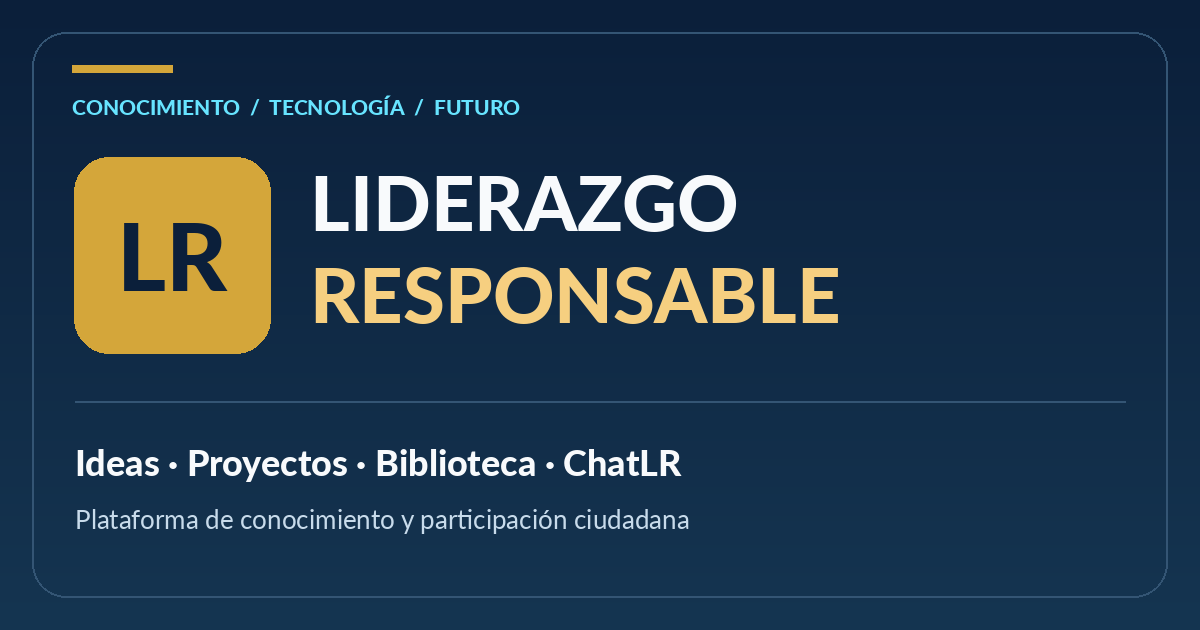 CONOCIMIENTO / TECNOLOGÍA / FUTURO
LR
LIDERAZGO
RESPONSABLE
Ideas · Proyectos · Biblioteca · ChatLR
Plataforma de conocimiento y participación ciudadana